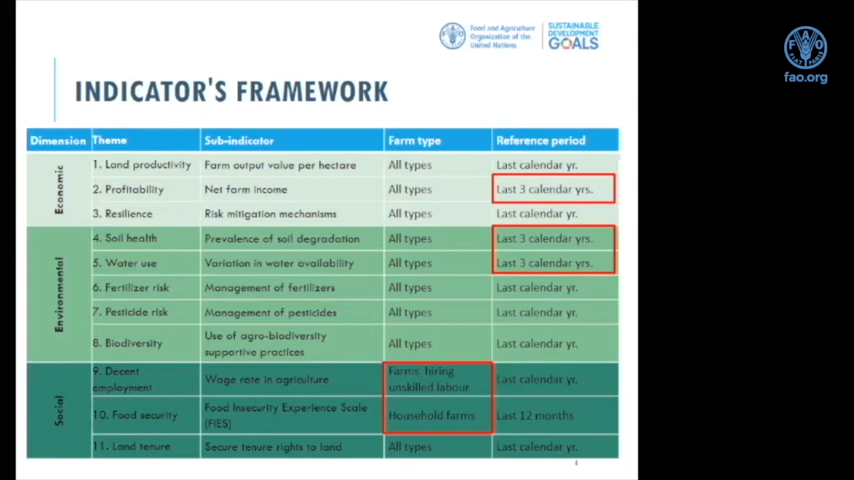 Food and Agriculture
Organization of the
United Nations
SUSTAINABLE
DEVELOPMENT
GOALS
FAO
FIAT PANIS
fao.org
INDICATOR'S FRAMEWORK
Dimension Theme Sub-indicator Farm type Reference period
Economic
1. Land productivity Farm output value per hectare All types Last calendar yr.
2. Profitability Net farm income All types Last 3 calendar yrs.
3. Resilience Risk mitigation mechanisms All types Last calendar yr.
Environmental
4. Soil health Prevalence of soil degradation All types Last 3 calendar yrs.
5. Water use Variation in water availability All types Last 3 calendar yrs.
6. Fertilizer risk Management of fertilizers All types Last calendar yr.
7. Pesticide risk Management of pesticides All types Last calendar yr.
8. Biodiversity Use of agro-biodiversity
supportive practices All types Last calendar yr.
Social
9. Decent
employment Wage rate in agriculture Farms hiring
unskilled labour Last calendar yr.
10. Food security Food Insecurity Experience Scale
(FIES) Household farms Last 12 months
11. Land tenure Secure tenure rights to land All types Last calendar yr.
4